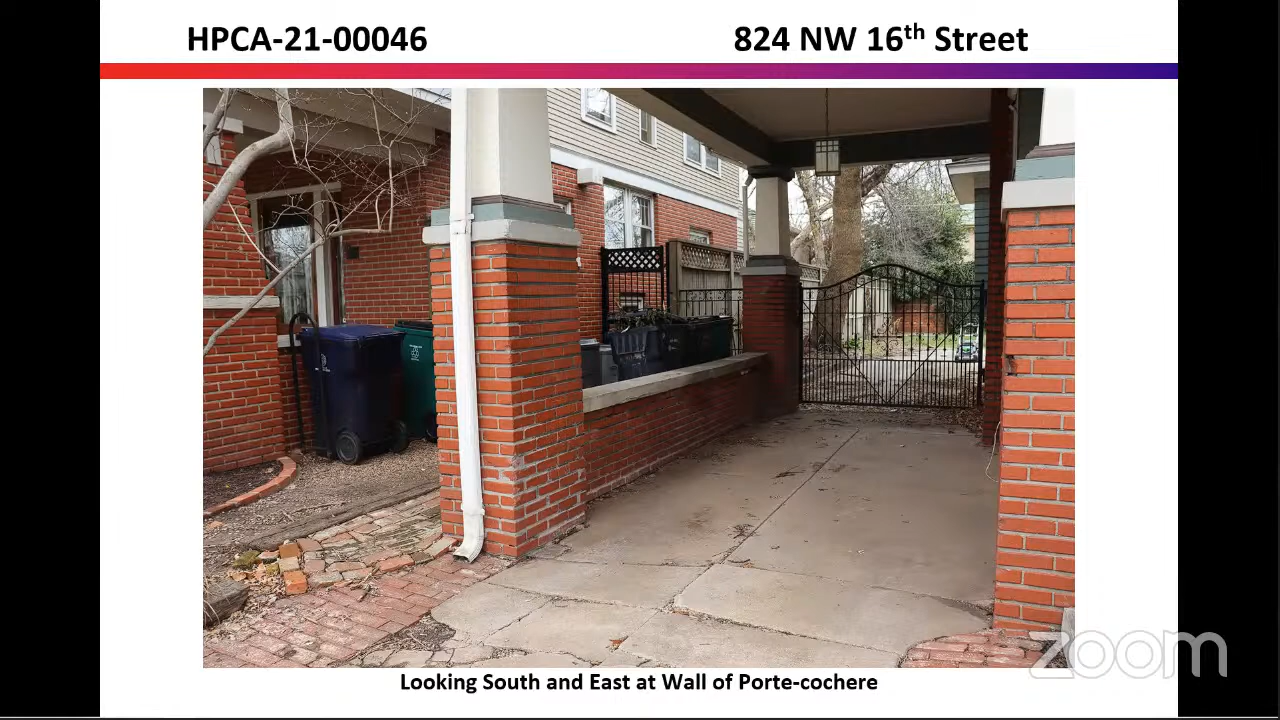 HPCA-21-00046
824 NW 16th Street
Looking South and East at Wall of Porte-cochere
zoom